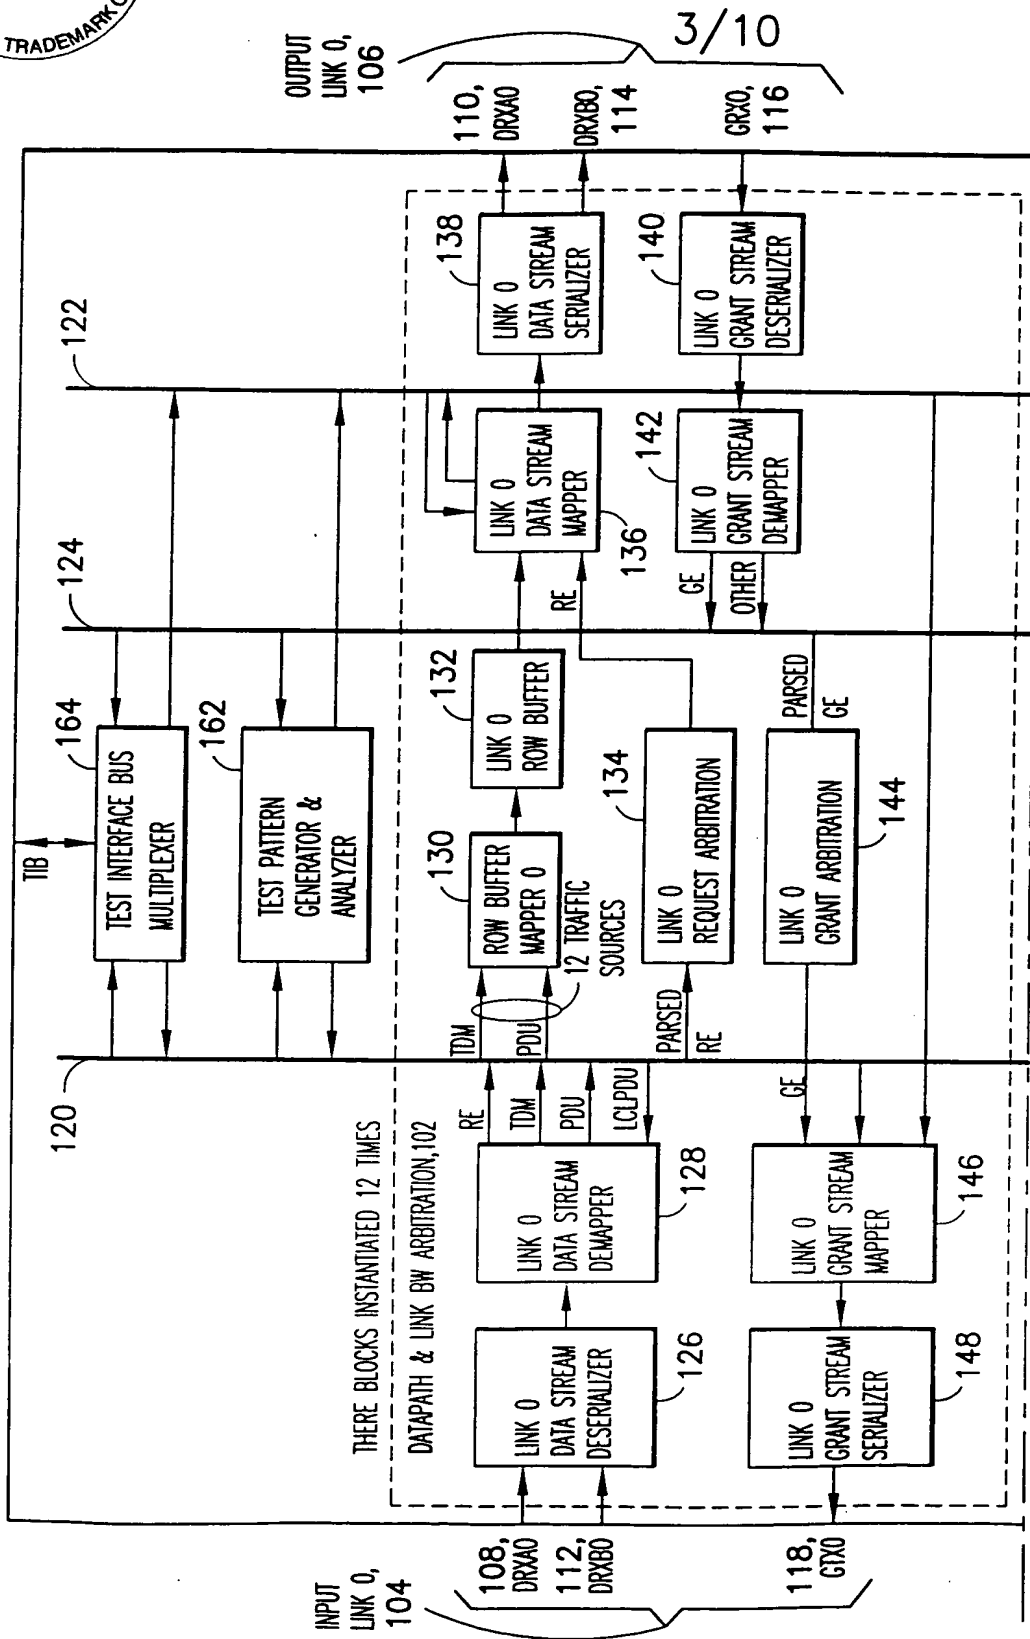 TRADEMARK
3/10
OUTPUT
LINK 0,
106
110,
DRXA0
DRXB0,
114
GRX0,
116
122
124
120
TIB
164
TEST INTERFACE BUS
MULTIPLEXER
162
TEST PATTERN
GENERATOR &
ANALYZER
THERE BLOCKS INSTANTIATED 12 TIMES
DATAPATH & LINK BW ARBITRATION,102
138
LINK 0
DATA STREAM
SERIALIZER
140
LINK 0
GRANT STREAM
DESERIALIZER
LINK 0
DATA STREAM
MAPPER
136
142
LINK 0
GRANT STREAM
DEMAPPER
RE
GE
OTHER
132
LINK 0
ROW BUFFER
130
ROW BUFFER
MAPPER 0
12 TRAFFIC
SOURCES
TDM
PDU
134
LINK 0
REQUEST ARBITRATION
PARSED
RE
PARSED
GE
LINK 0
GRANT ARBITRATION
144
RE
TDM
PDU
LCLPDU
GE
LINK 0
DATA STREAM
DEMAPPER
128
LINK 0
GRANT STREAM
MAPPER
146
LINK 0
DATA STREAM
DESERIALIZER
126
LINK 0
GRANT STREAM
SERIALIZER
148
INPUT
LINK 0,
104
108,
DRXA0
112,
DRXB0
118,
GTX0